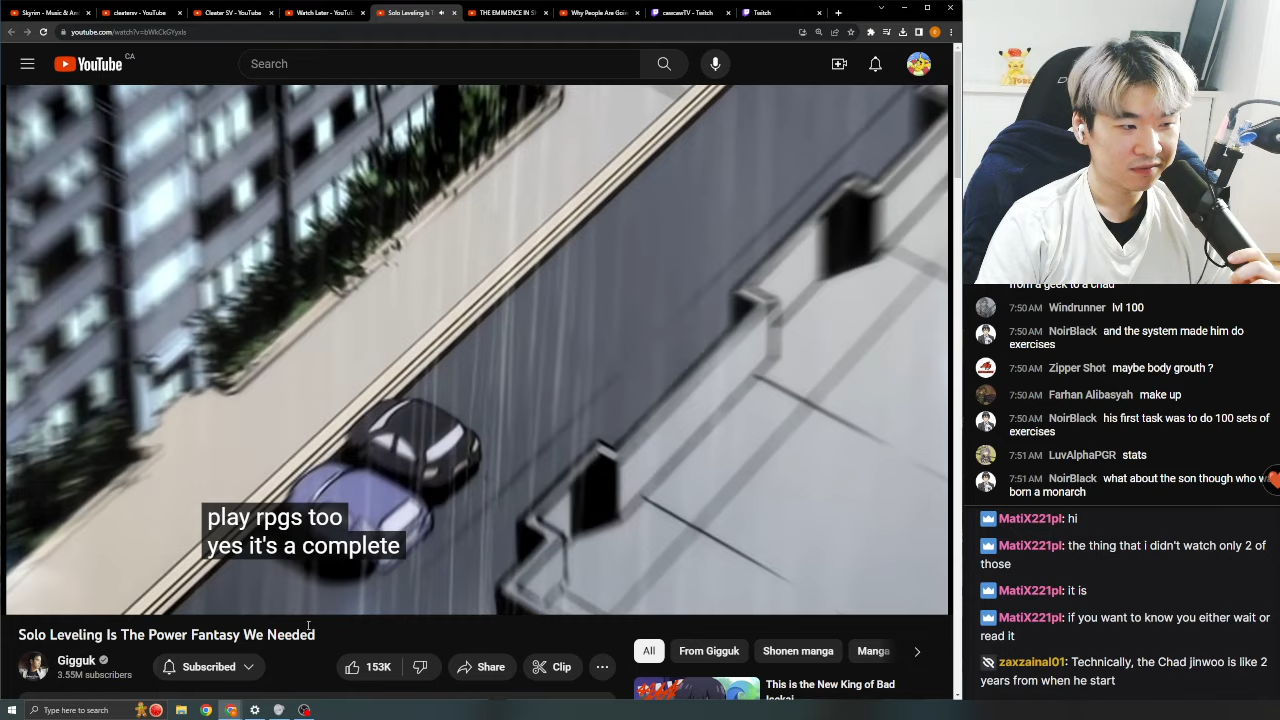 Skyrim - Music & An
cleatersv - YouTube
Cleater SV - YouTube
Watch Later - YouTu
Solo Leveling Is T
THE EMINENCE IN S
Why People Are Goin
casecawTV - Twitch
Twitch
youtube.com/watch?v=bWkCkGYyxIs
YouTube CA
Search
play rpgs too
yes it's a complete
Solo Leveling Is The Power Fantasy We Needed
Gigguk
3.55M subscribers
Subscribed
153K
Share
Clip
All
From Gigguk
Shonen manga
Manga
This is the New King of Bad
Isekai
Type here to search
from a geek to a chad
7:50 AM Windrunner lvl 100
7:50 AM NoirBlack and the system made him do
exercises
7:50 AM Zipper Shot maybe body grouth ?
7:50 AM Farhan Alibasyah make up
7:50 AM NoirBlack his first task was to do 100 sets of
exercises
7:51 AM LuvAlphaPGR stats
7:51 AM NoirBlack what about the son though who w
born a monarch
MatiX221pl: hi
MatiX221pl: the thing that i didn't watch only 2 of
those
MatiX221pl: it is
MatiX221pl: if you want to know you either wait or
read it
zaxzainal01: Technically, the Chad jinwoo is like 2
years from when he start